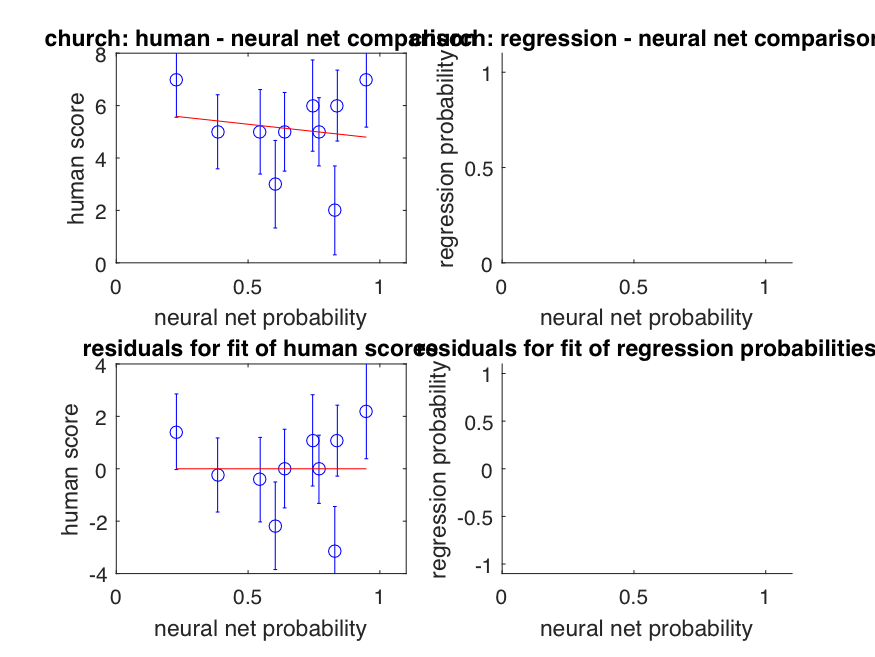 church: human - neural net comparison
church: regression - neural net comparison
human score
8
6
4
2
0
0
0.5
1
neural net probability
regression probability
1
0.5
0
0
0.5
1
neural net probability
residuals for fit of human scores
residuals for fit of regression probabilities
human score
4
2
0
-2
-4
0
0.5
1
neural net probability
regression probability
1
0.5
0
-0.5
-1
0
0.5
1
neural net probability